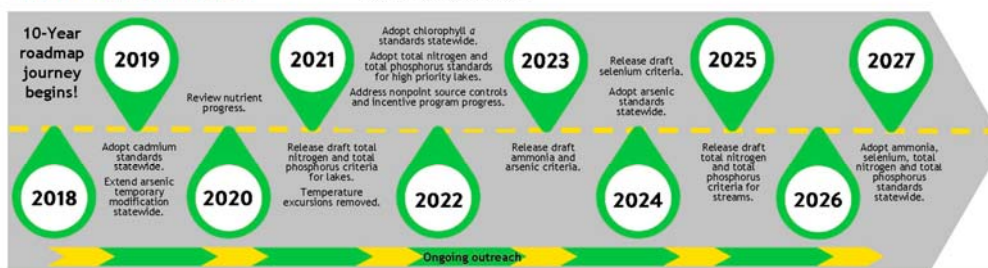 10-Year
roadmap
journey
begins!
2018
2019
Adopt cadmium
standards
statewide.
Extend arsenic
temporary
modification
statewide.
Review nutrient
progress.
2020
2021
Release draft total
nitrogen and total
phosphorus criteria
for lakes.
Temperature
excursions removed.
Adopt chlorophyll a
standards statewide.
Adopt total nitrogen and
total phosphorus standards
for high priority lakes.
Address nonpoint source controls
and incentive program progress.
2022
2023
Release draft
ammonia and
arsenic criteria.
Release draft
selenium criteria.
Adopt arsenic
standards
statewide.
2024
2025
Release draft
total nitrogen
and total
phosphorus
criteria for
streams.
2026
2027
Adopt ammonia,
selenium, total
nitrogen and total
phosphorus
standards
statewide.
Ongoing outreach